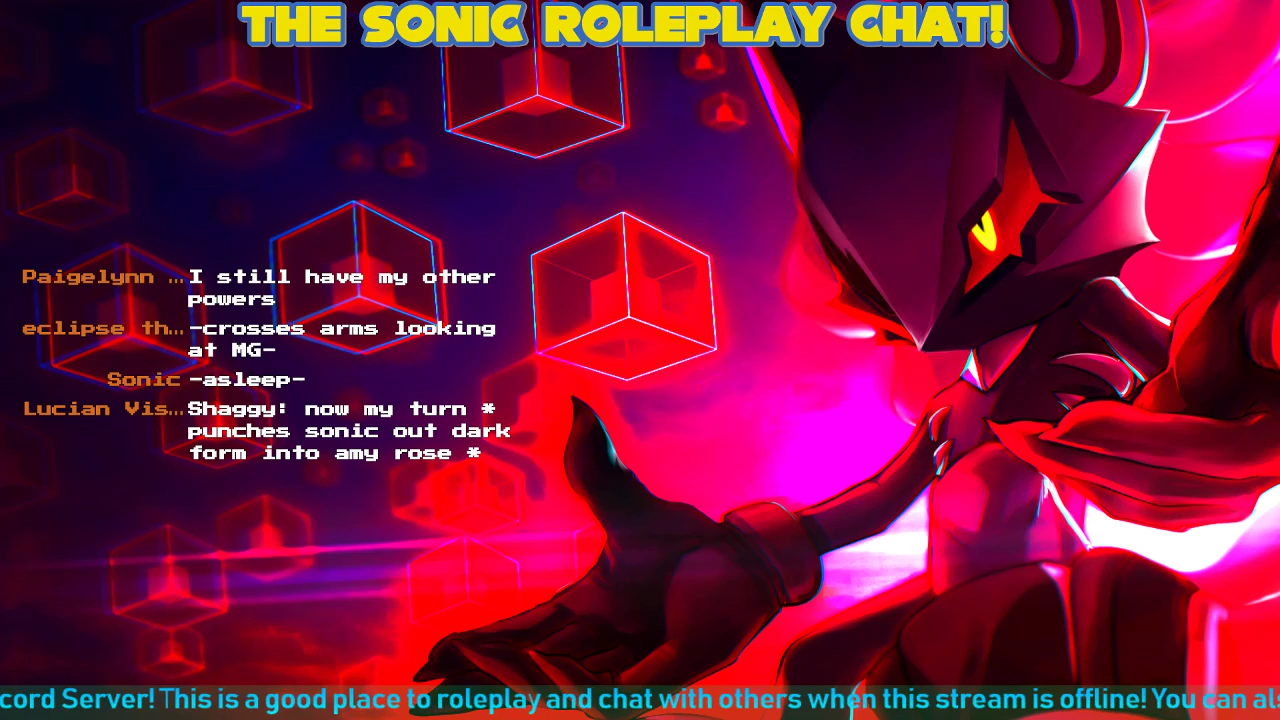 THE SONIC ROLEPLAY CHAT!
Paigelynn ... I still have my other
powers
eclipse th... -crosses arms looking
at MG-
Sonic -asleep-
Lucian Vis... Shaggy: now my turn *
punches sonic out dark
form into amy rose *
cord Server! This is a good place to roleplay and chat with others when this stream is offline! You can als